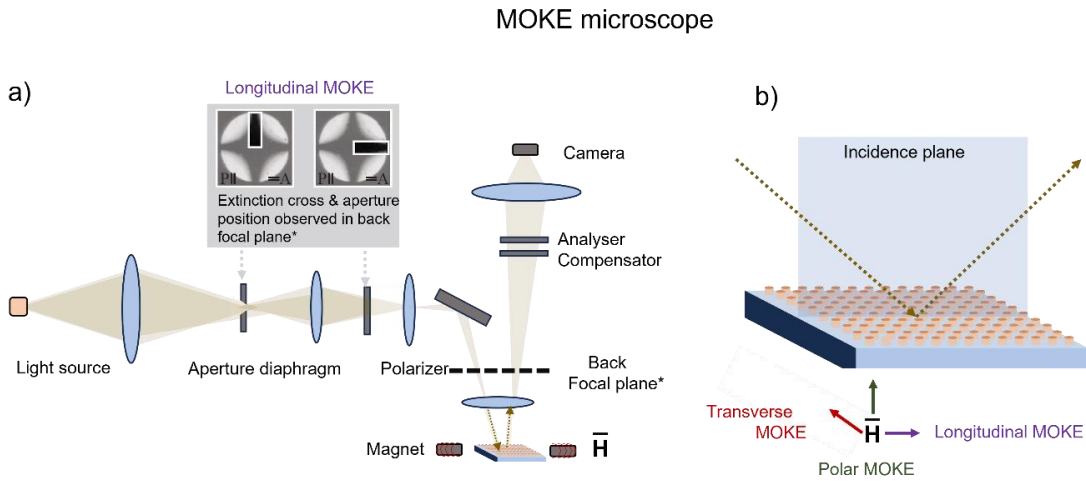 MOKE microscope
a)
Longitudinal MOKE
P|| =A
P|| =A
Extinction cross & aperture
position observed in back
focal plane*
Camera
Analyser
Compensator
Light source
Aperture diaphragm
Polarizer
Back
Focal plane*
Magnet
H̅
b)
Incidence plane
Transverse
MOKE
H̅
Longitudinal MOKE
Polar MOKE